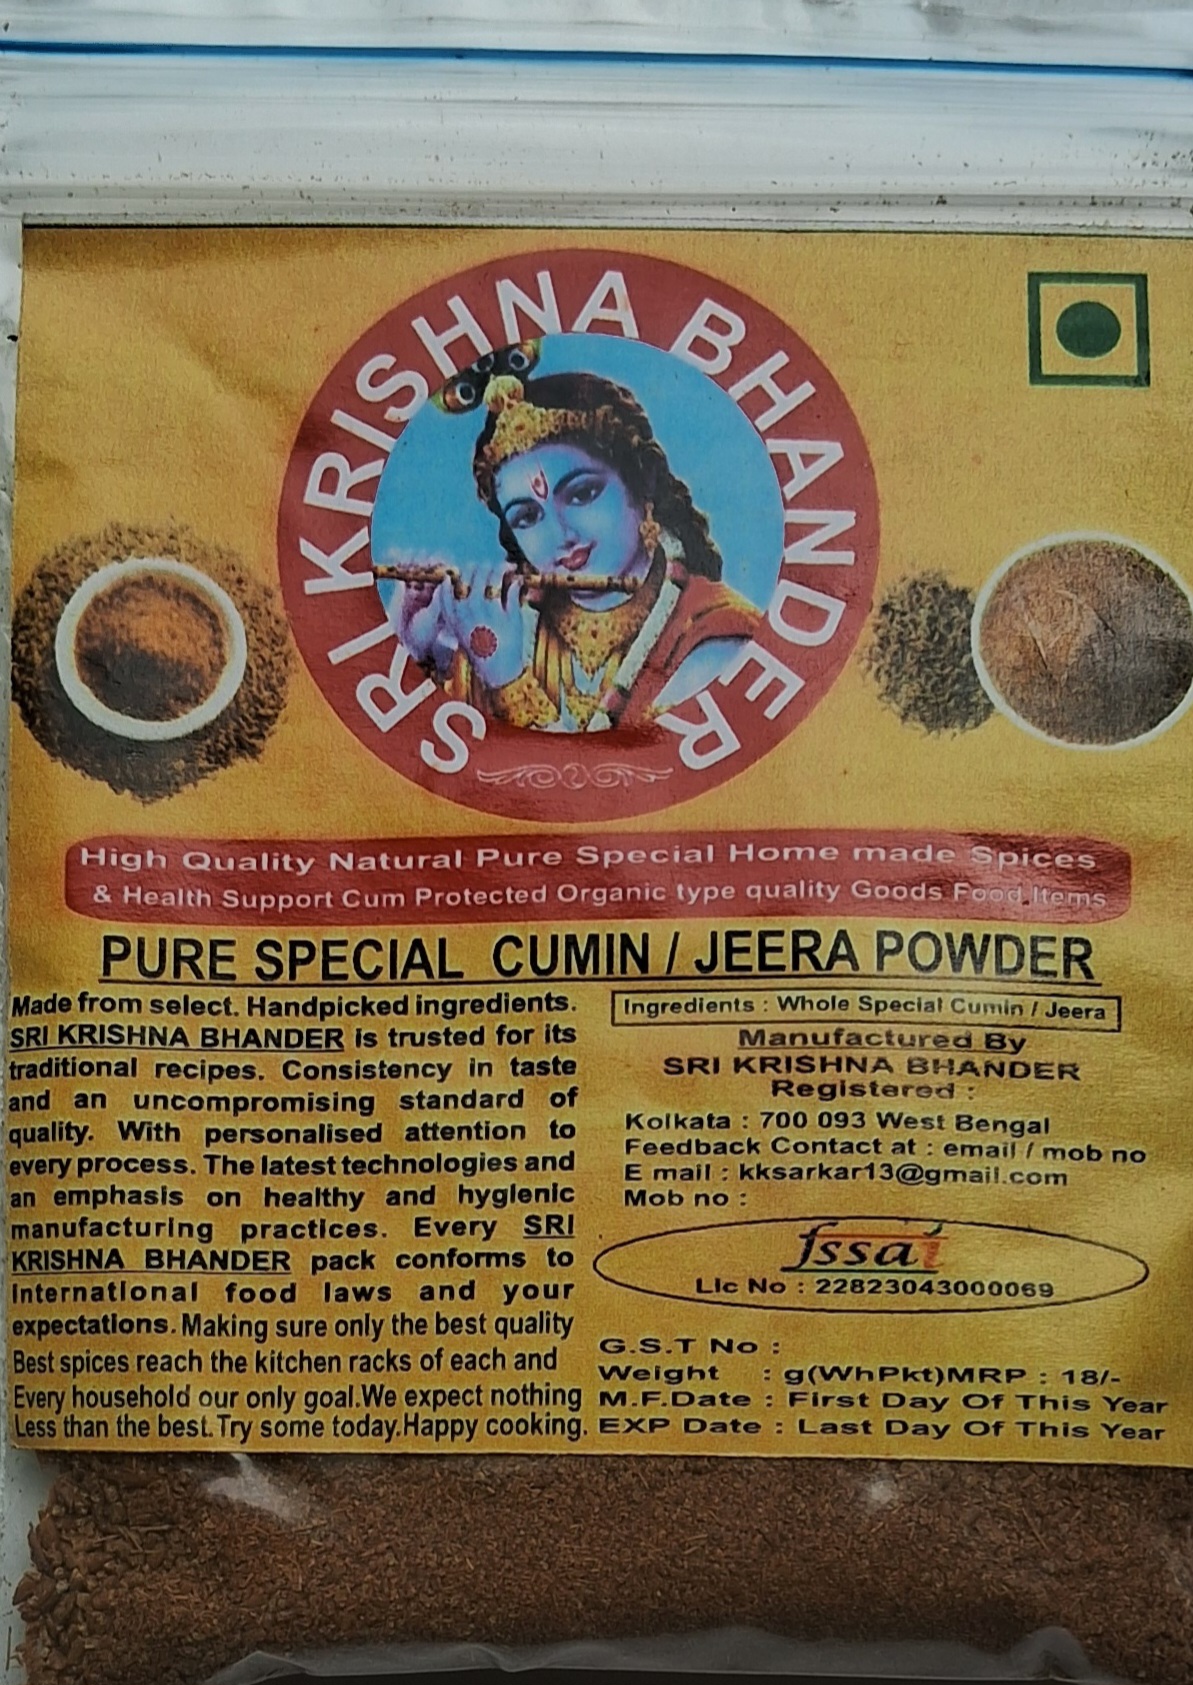 SRI KRISHNA BHANDER
High Quality Natural Pure Special Home made Spices
& Health Support Cum Protected Organic type quality Goods Food Items
PURE SPECIAL CUMIN / JEERA POWDER
Made from select. Handpicked ingredients.
SRI KRISHNA BHANDER is trusted for its
traditional recipes. Consistency in taste
and an uncompromising standard of
quality. With personalised attention to
every process. The latest technologies and
an emphasis on healthy and hygienic
manufacturing practices. Every SRI
KRISHNA BHANDER pack conforms to
international food laws and your
expectations. Making sure only the best quality
Best spices reach the kitchen racks of each and
Every household our only goal.We expect nothing
Less than the best.Try some today.Happy cooking.
Ingredients : Whole Special Cumin / Jeera
Manufactured By
SRI KRISHNA BHANDER
Registered :
Kolkata : 700 093 West Bengal
Feedback Contact at : email / mob no
E mail : kksarkar13@gmail.com
Mob no :
fssai
Lic No : 22823043000069
G.S.T No :
Weight : g(WhPkt)MRP : 18/-
M.F.Date : First Day Of This Year
EXP Date : Last Day Of This Year